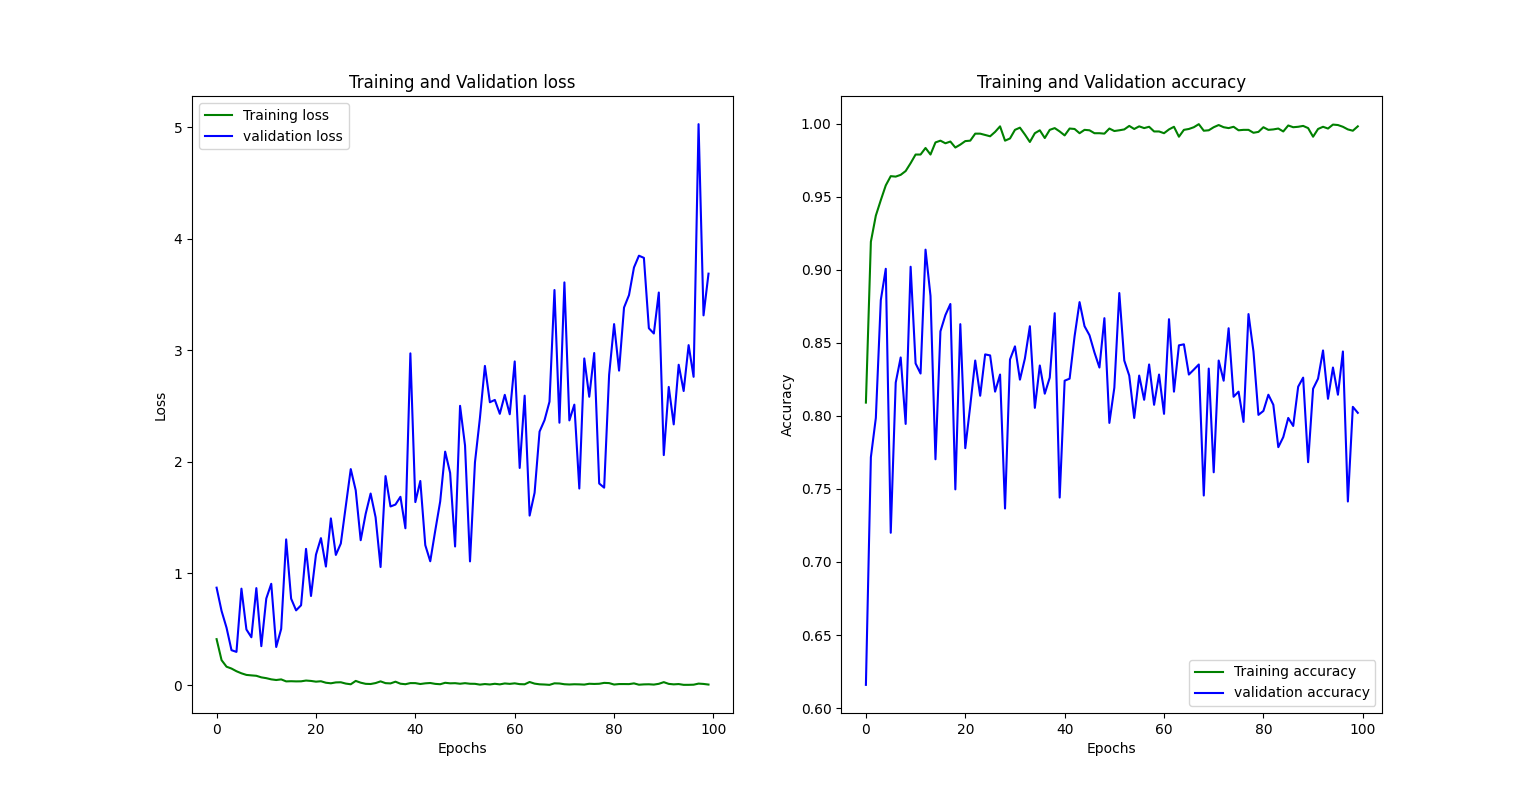 Training and Validation loss
Training loss
validation loss
5
4
3
2
1
0
Loss
0 20 40 60 80 100
Epochs
Training and Validation accuracy
1.00
0.95
0.90
0.85
0.80
0.75
0.70
0.65
0.60
Accuracy
Training accuracy
validation accuracy
0 20 40 60 80 100
Epochs